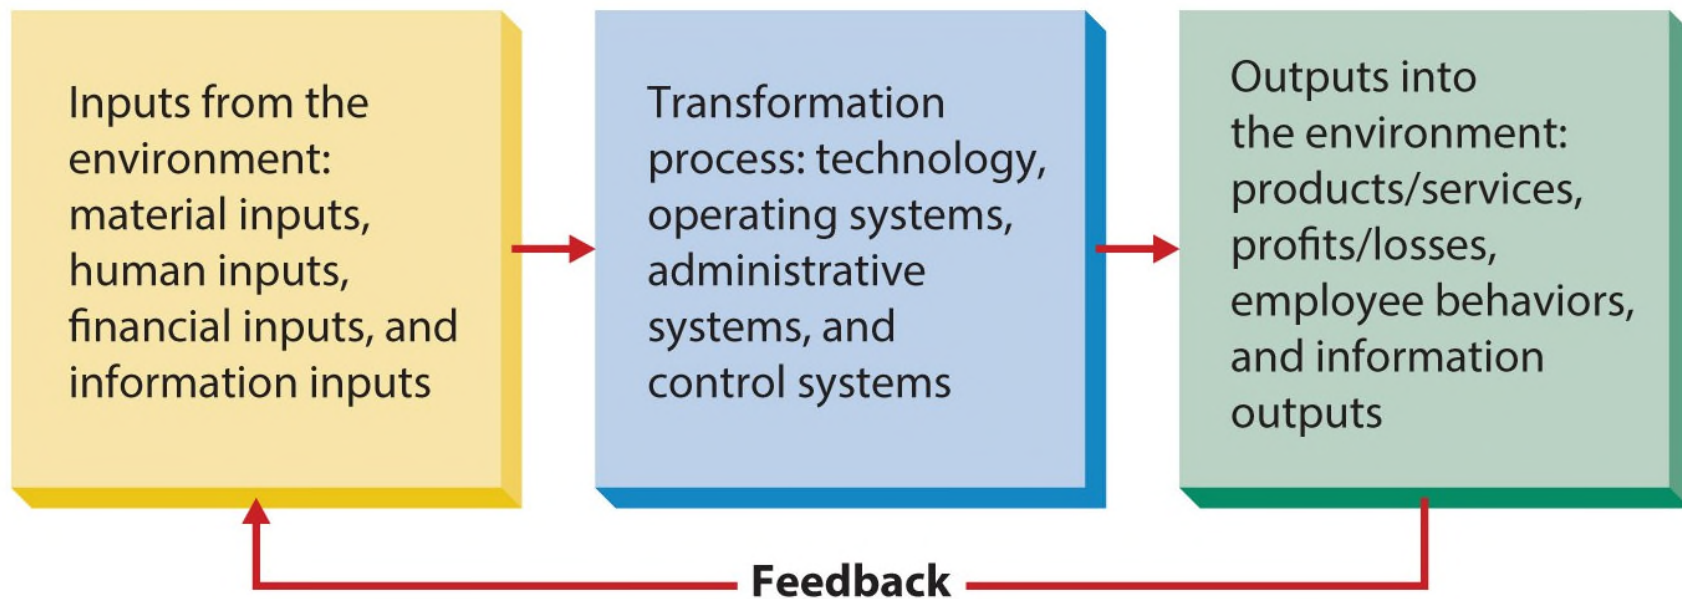 Inputs from the
environment:
material inputs,
human inputs,
financial inputs, and
information inputs
Transformation
process: technology,
operating systems,
administrative
systems, and
control systems
Outputs into
the environment:
products/services,
profits/losses,
employee behaviors,
and information
outputs
Feedback